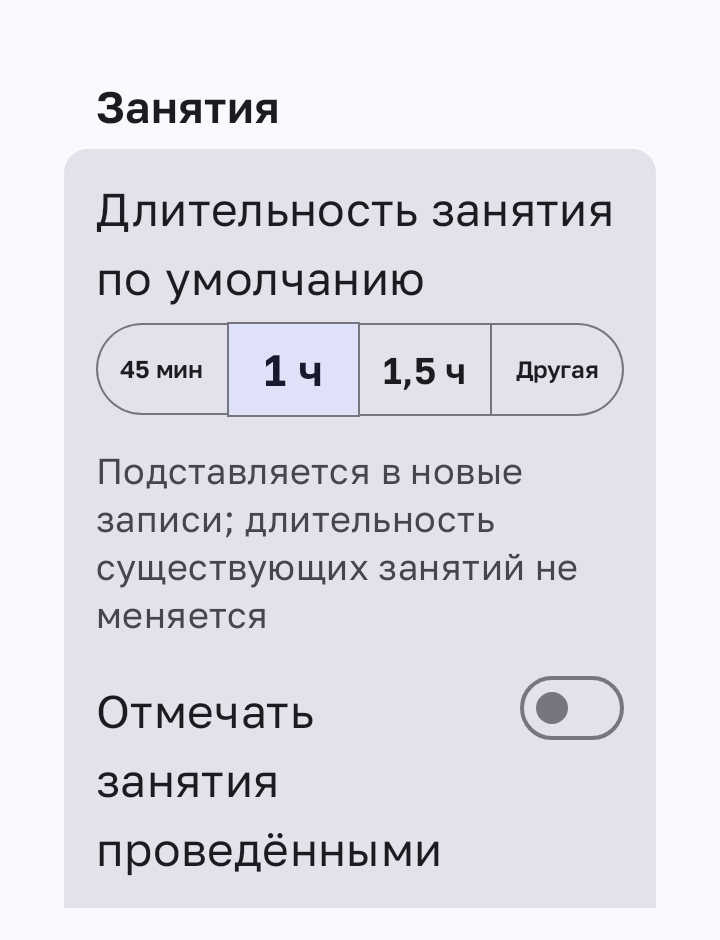 Занятия
Длительность занятия
по умолчанию
45 мин 1 ч 1,5 ч Другая
Подставляется в новые
записи; длительность
существующих занятий не
меняется
Отмечать
занятия
проведёнными